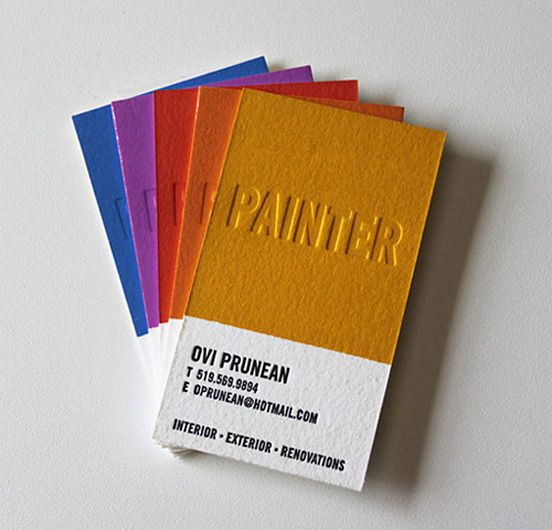 PAINTER
OVI PRUNEAN
T 519.569.9894
E OPRUNEAN@HOTMAIL.COM
INTERIOR • EXTERIOR • RENOVATIONS